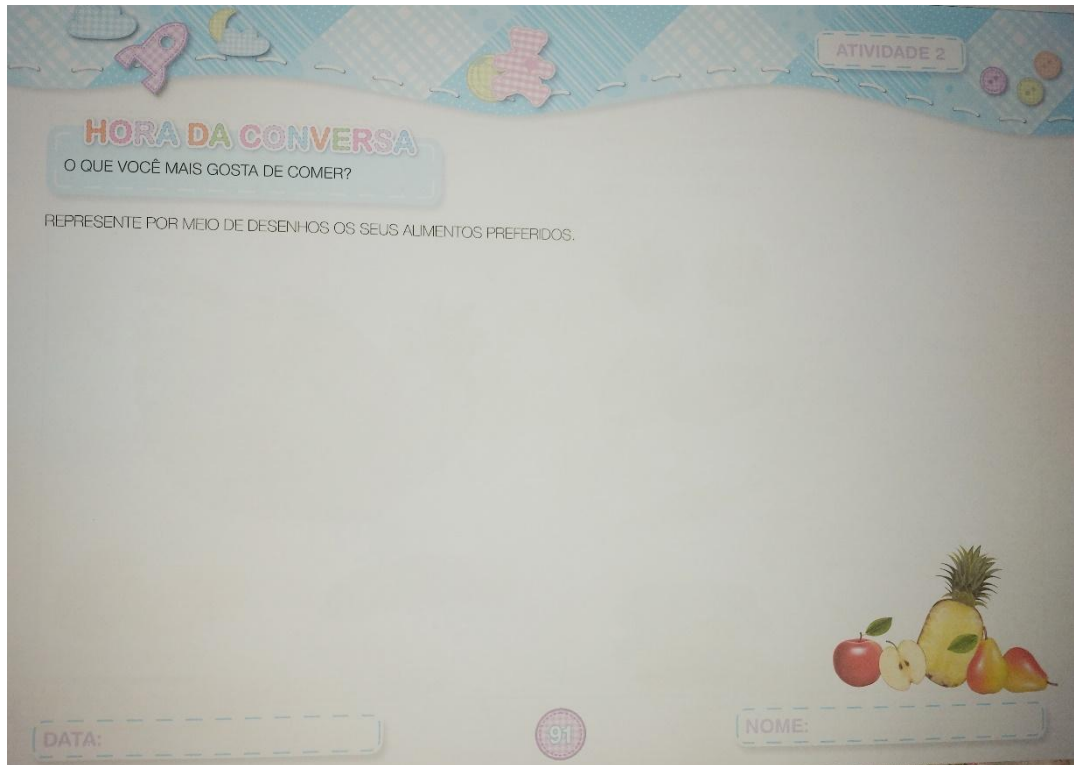 ATIVIDADE 2
HORA DA CONVERSA
O QUE VOCÊ MAIS GOSTA DE COMER?
REPRESENTE POR MEIO DE DESENHOS OS SEUS ALIMENTOS PREFERIDOS.
DATA:
91
NOME: